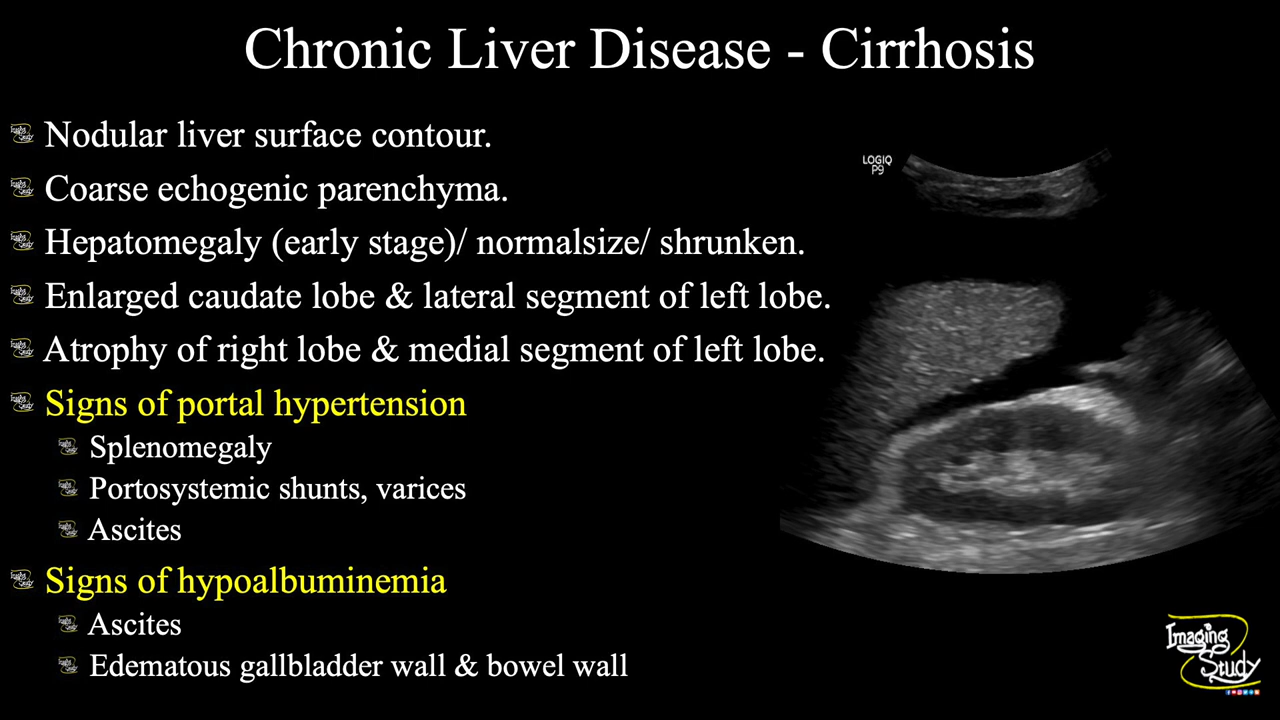 Chronic Liver Disease - Cirrhosis
Nodular liver surface contour.
Coarse echogenic parenchyma.
Hepatomegaly (early stage)/ normalsize/ shrunken.
Enlarged caudate lobe & lateral segment of left lobe.
Atrophy of right lobe & medial segment of left lobe.
Signs of portal hypertension
Splenomegaly
Portosystemic shunts, varices
Ascites
Signs of hypoalbuminemia
Ascites
Edematous gallbladder wall & bowel wall
LOGIQ
P9
Imaging
Study